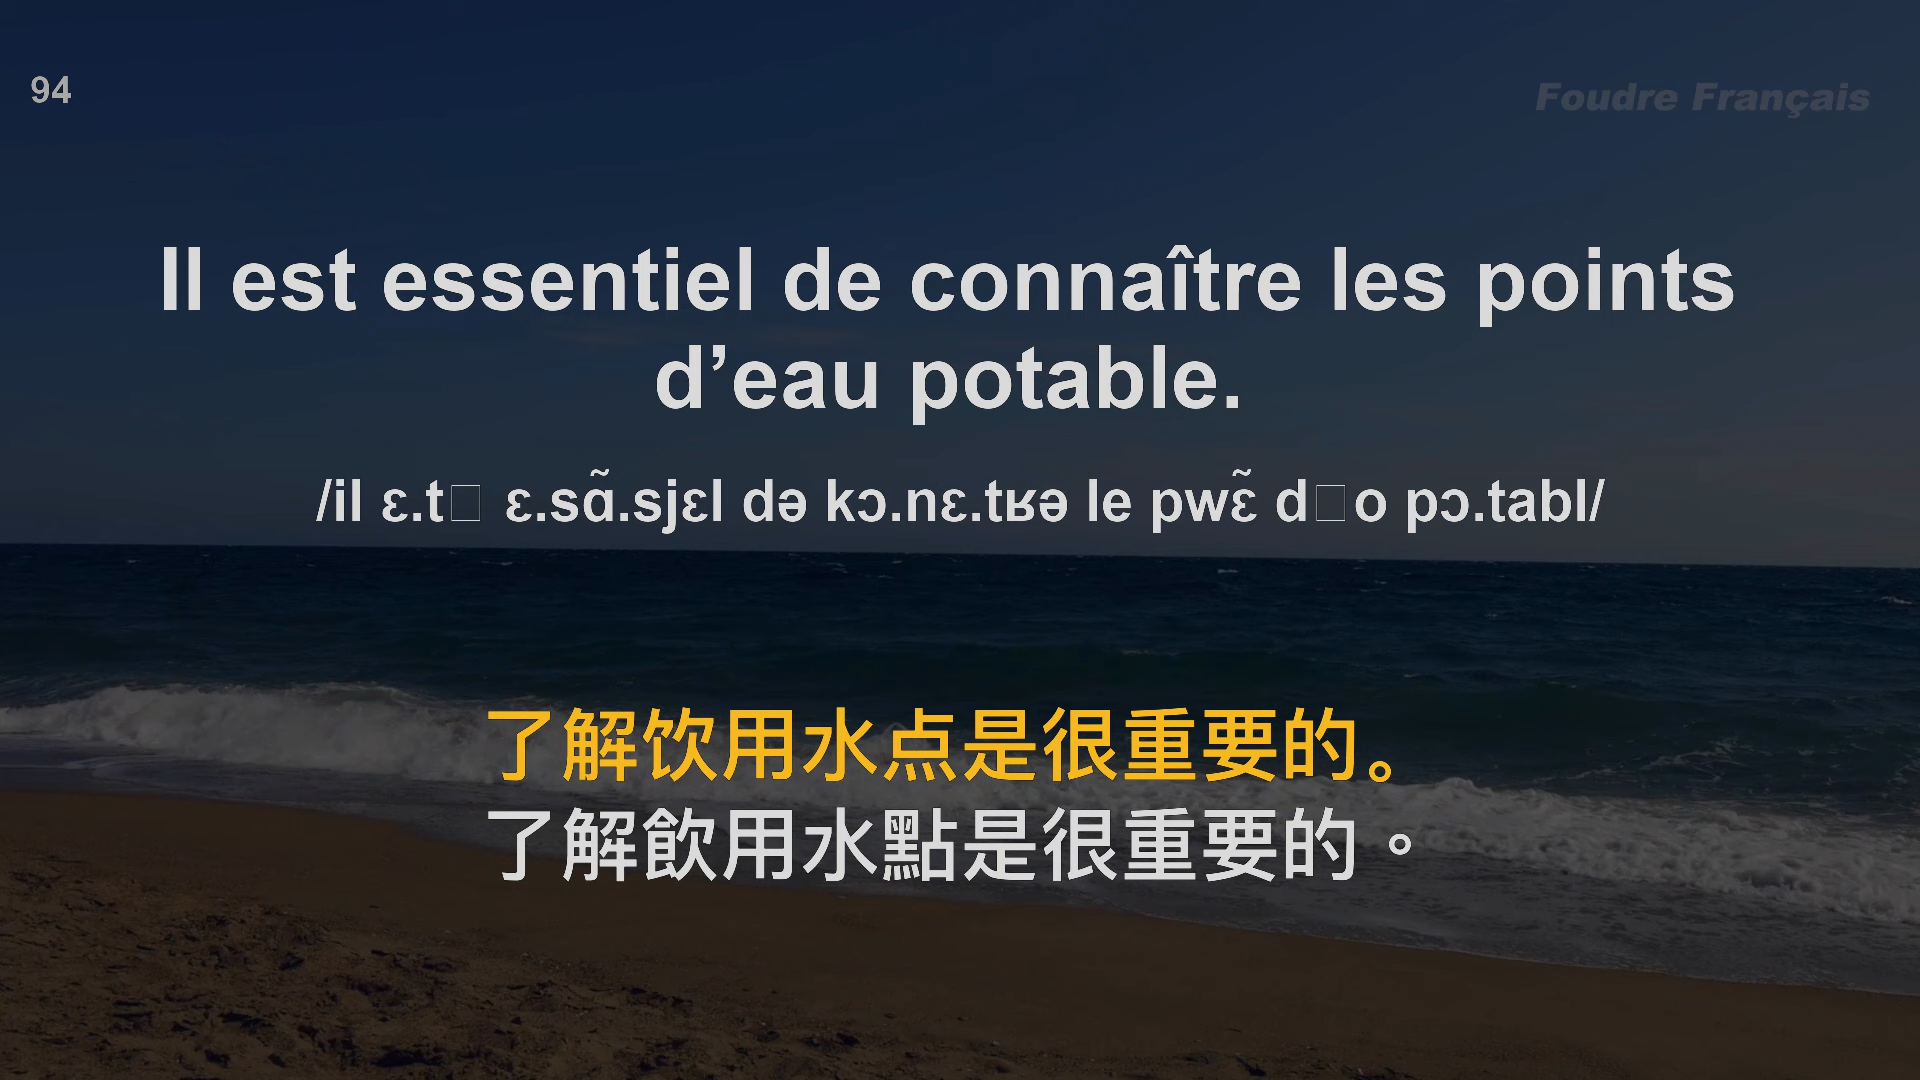 94
Foudre Français
Il est essentiel de connaître les points
d’eau potable.
/il ɛ.t□ ɛ.sɑ̃.sjɛl də kɔ.nɛ.tʁə le pwɛ̃ d□o pɔ.tabl/
了解饮用水点是很重要的。
了解飲用水點是很重要的。